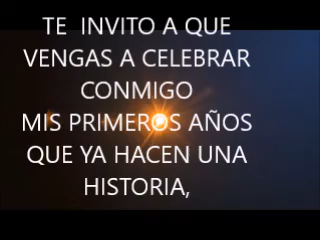 TE INVITO A QUE
VENGAS A CELEBRAR
CONMIGO
MIS PRIMEROS AÑOS
QUE YA HACEN UNA
HISTORIA,